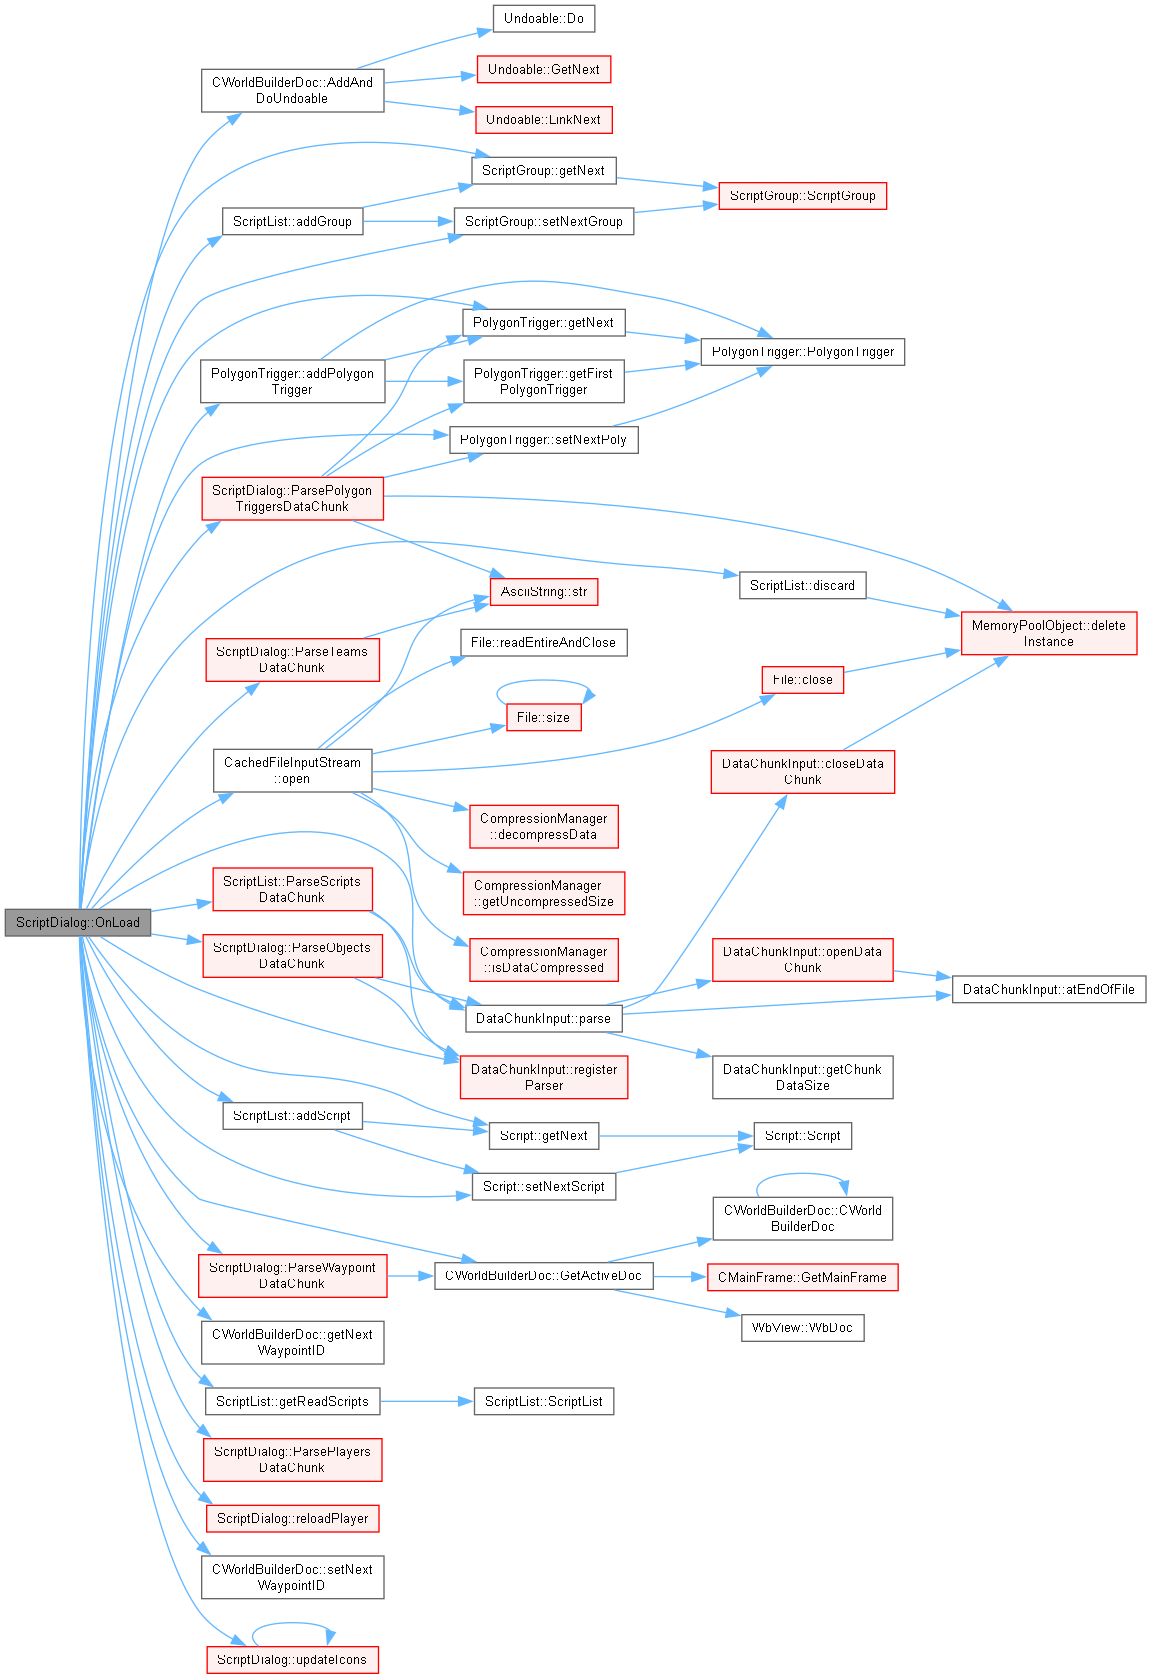 Undoable::Do
Undoable::GetNext
CWorldBuilderDoc::AddAnd
DoUndoable
Undoable::LinkNext
ScriptGroup::getNext
ScriptGroup::ScriptGroup
ScriptList::addGroup
ScriptGroup::setNextGroup
PolygonTrigger::getNext
PolygonTrigger::PolygonTrigger
PolygonTrigger::addPolygon
Trigger
PolygonTrigger::getFirst
PolygonTrigger
PolygonTrigger::setNextPoly
ScriptDialog::ParsePolygon
TriggersDataChunk
ScriptList::discard
AsciiString::str
MemoryPoolObject::delete
Instance
File::readEntireAndClose
ScriptDialog::ParseTeams
DataChunk
File::close
File::size
CachedFileInputStream
::open
DataChunkInput::closeData
Chunk
CompressionManager
::decompressData
ScriptList::ParseScripts
DataChunk
CompressionManager
::getUncompressedSize
ScriptDialog::OnLoad
ScriptDialog::ParseObjects
DataChunk
CompressionManager
::isDataCompressed
DataChunkInput::openData
Chunk
DataChunkInput::atEndOfFile
DataChunkInput::parse
DataChunkInput::register
Parser
DataChunkInput::getChunk
DataSize
ScriptList::addScript
Script::getNext
Script::Script
Script::setNextScript
CWorldBuilderDoc::CWorld
BuilderDoc
ScriptDialog::ParseWaypoint
DataChunk
CWorldBuilderDoc::GetActiveDoc
CMainFrame::GetMainFrame
WbView::WbDoc
CWorldBuilderDoc::getNext
WaypointID
ScriptList::getReadScripts
ScriptList::ScriptList
ScriptDialog::ParsePlayers
DataChunk
ScriptDialog::reloadPlayer
CWorldBuilderDoc::setNext
WaypointID
ScriptDialog::updateIcons